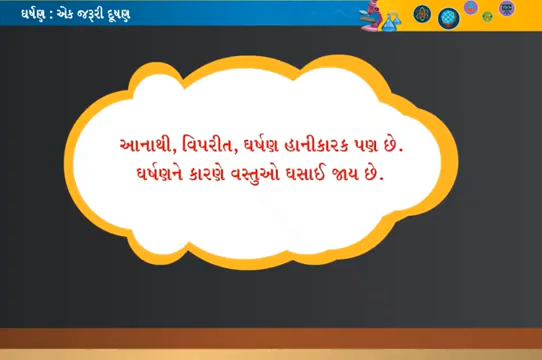 ઘર્ષણ : એક જરૂરી દૂષણ
આનાથી, વિપરીત, ઘર્ષણ હાનીકારક પણ છે.
ઘર્ષણને કારણે વસ્તુઓ ઘસાઈ જાય છે.